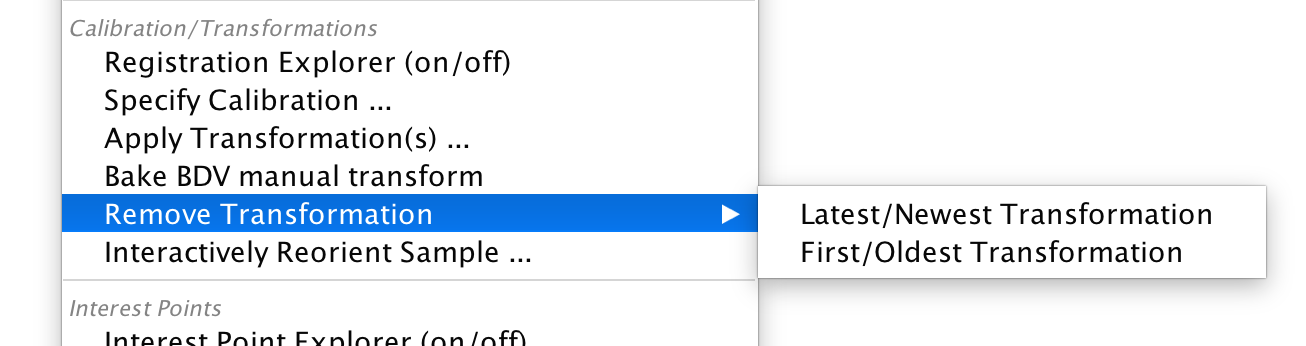 Calibration/Transformations
Registration Explorer (on/off)
Specify Calibration ...
Apply Transformation(s) ...
Bake BDV manual transform
Remove Transformation
Latest/Newest Transformation
First/Oldest Transformation
Interactively Reorient Sample ...
Interest Points
Interest Point Explorer (on/off)